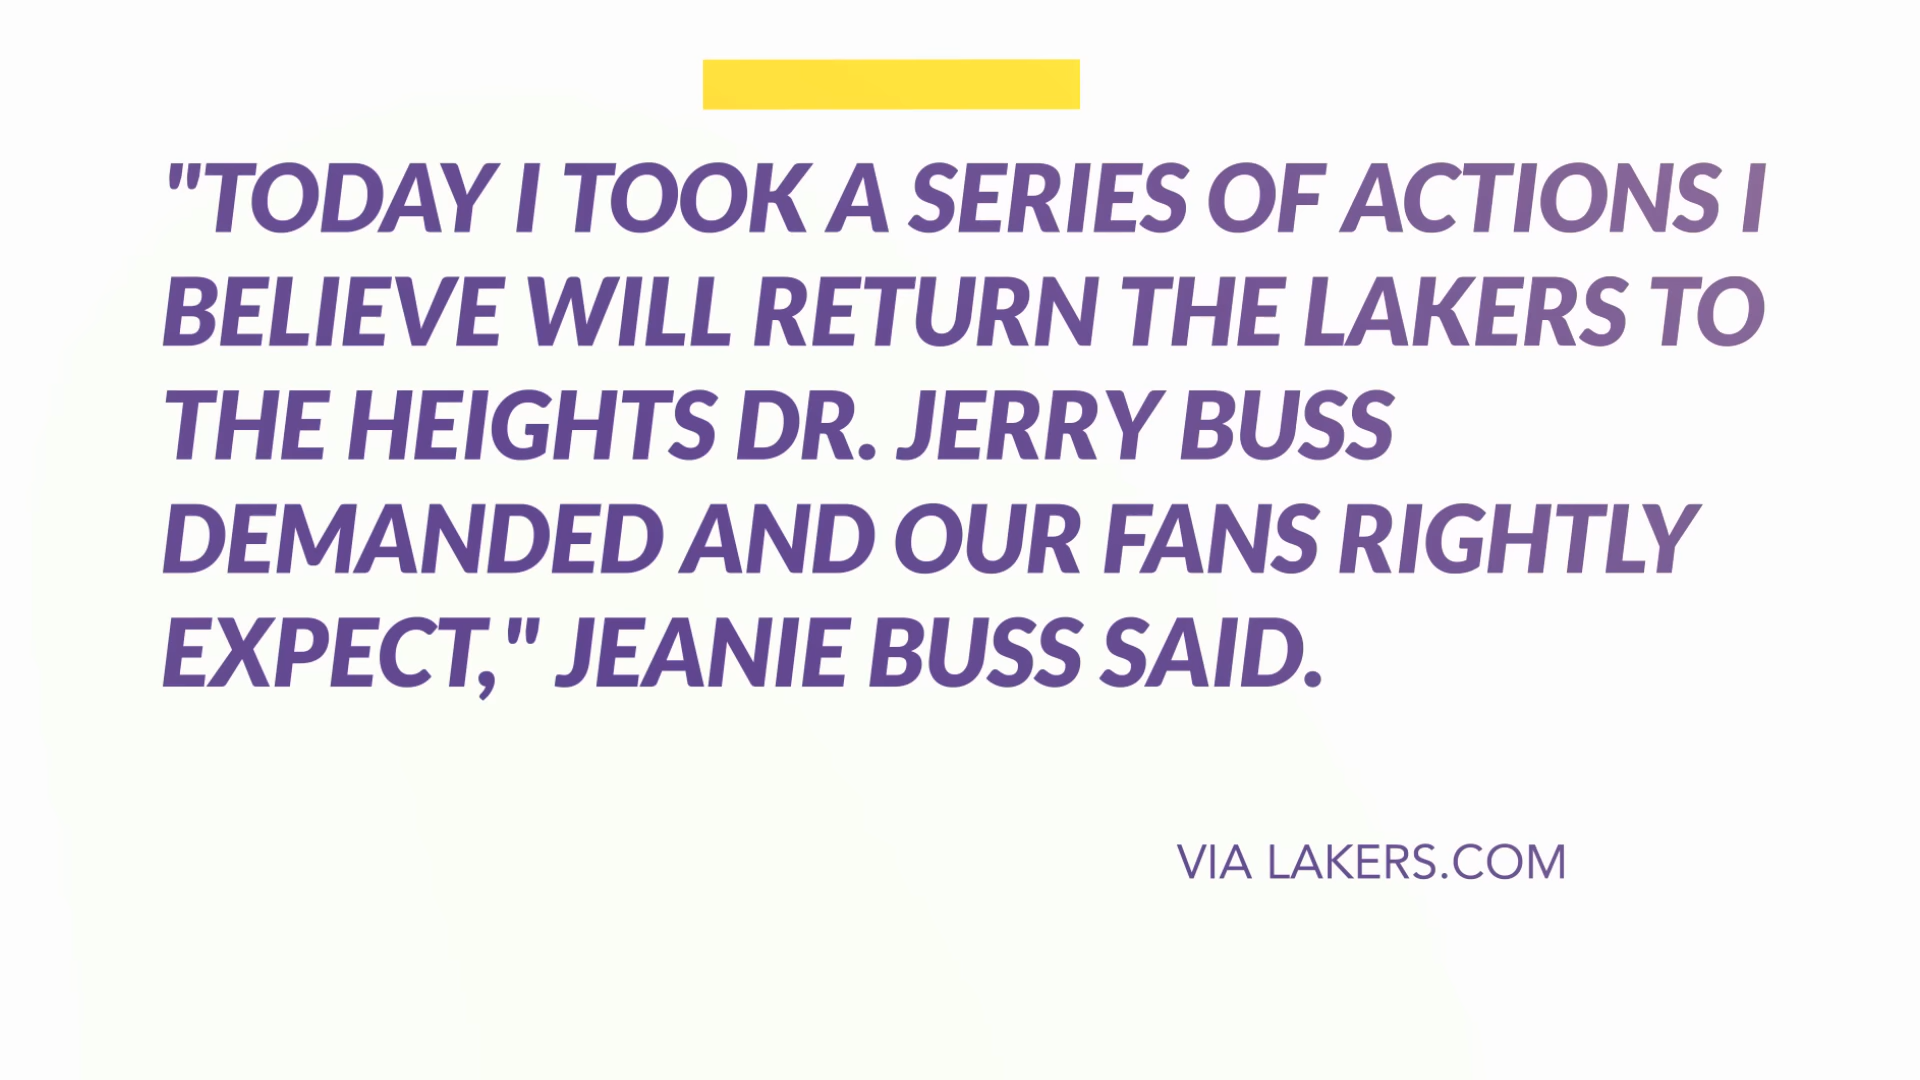 "TODAY I TOOK A SERIES OF ACTIONS I
BELIEVE WILL RETURN THE LAKERS TO
THE HEIGHTS DR. JERRY BUSS
DEMANDED AND OUR FANS RIGHTLY
EXPECT," JEANIE BUSS SAID.
VIA LAKERS.COM